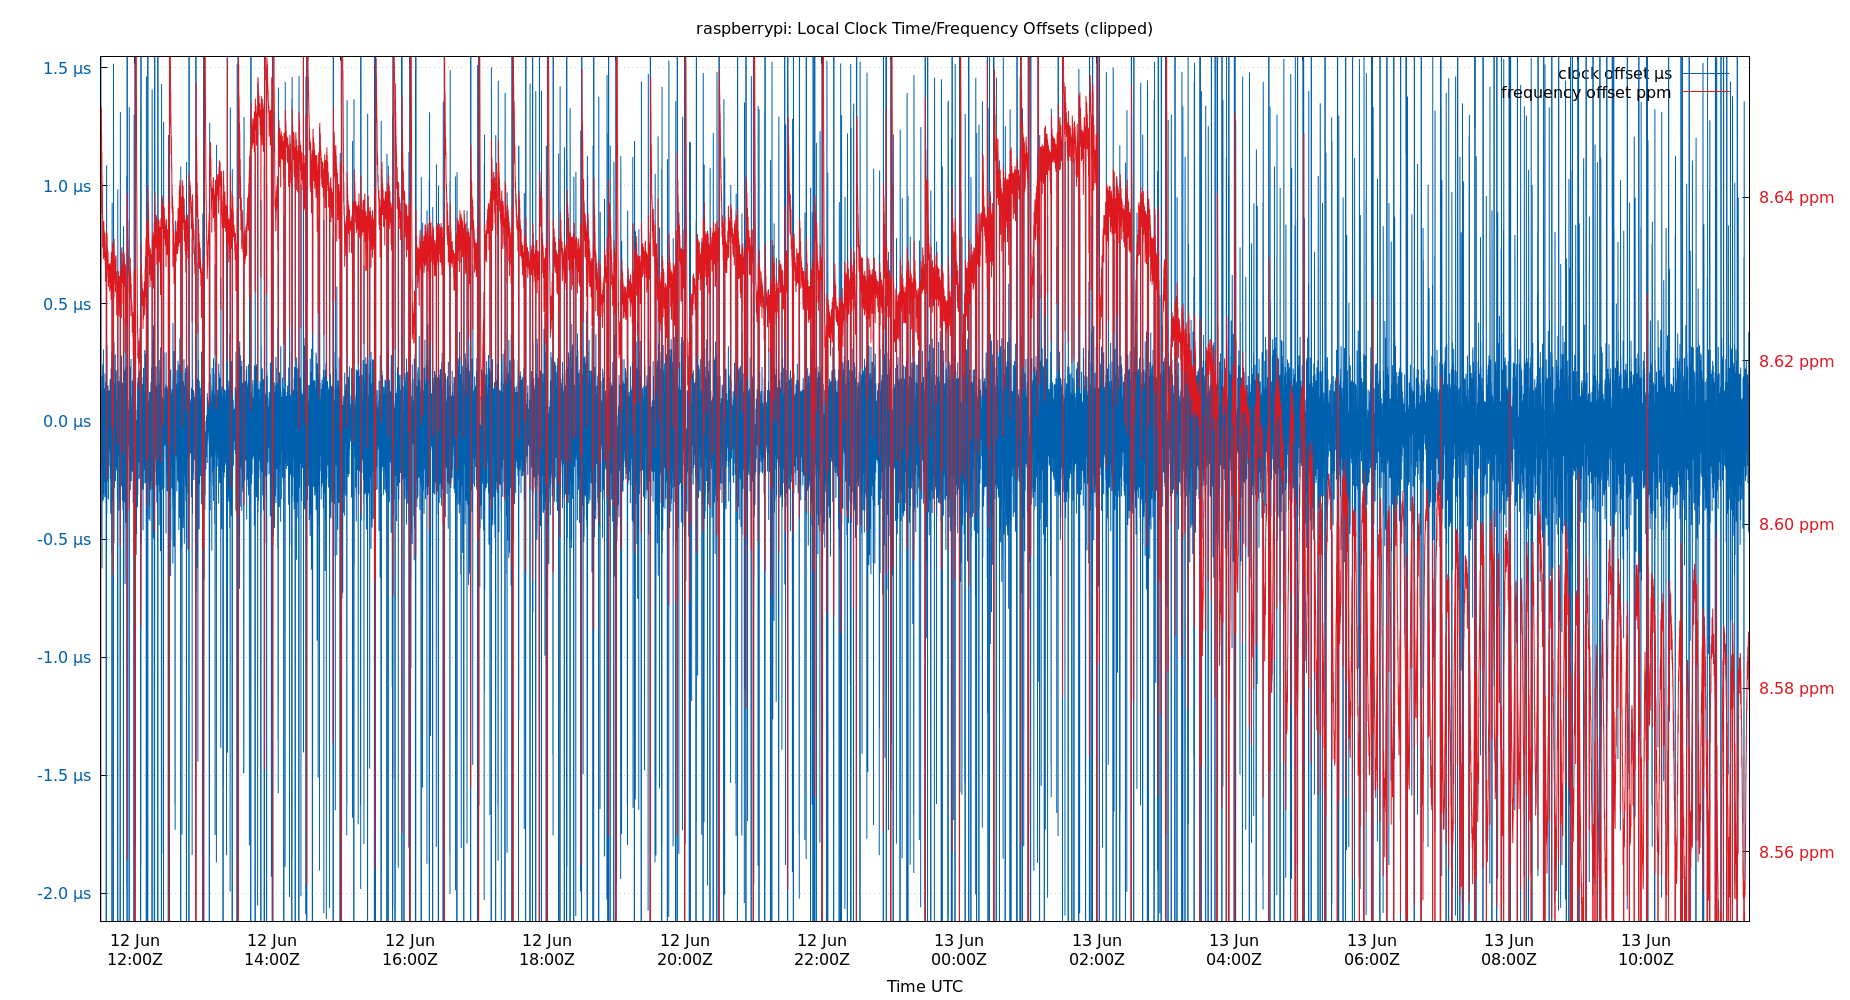 raspberrypi: Local Clock Time/Frequency Offsets (clipped)
clock offset µs
frequency offset ppm
1.5 µs
1.0 µs
0.5 µs
0.0 µs
-0.5 µs
-1.0 µs
-1.5 µs
-2.0 µs
8.64 ppm
8.62 ppm
8.60 ppm
8.58 ppm
8.56 ppm
12 Jun 12 Jun 12 Jun 12 Jun 12 Jun 12 Jun 13 Jun 13 Jun 13 Jun 13 Jun 13 Jun 13 Jun
12:00Z 14:00Z 16:00Z 18:00Z 20:00Z 22:00Z 00:00Z 02:00Z 04:00Z 06:00Z 08:00Z 10:00Z
Time UTC